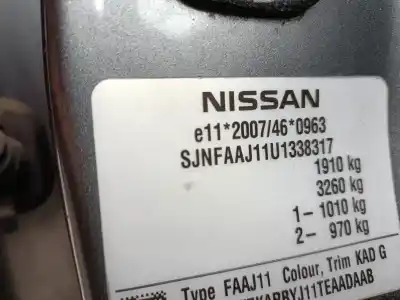 NISSAN
e11*2007/46*0963
SJNFAAJ11U1338317
1910 kg
3260 kg
1- 1010 kg
2- 970 kg
Type FAAJ11 Colour, Trim KAD G